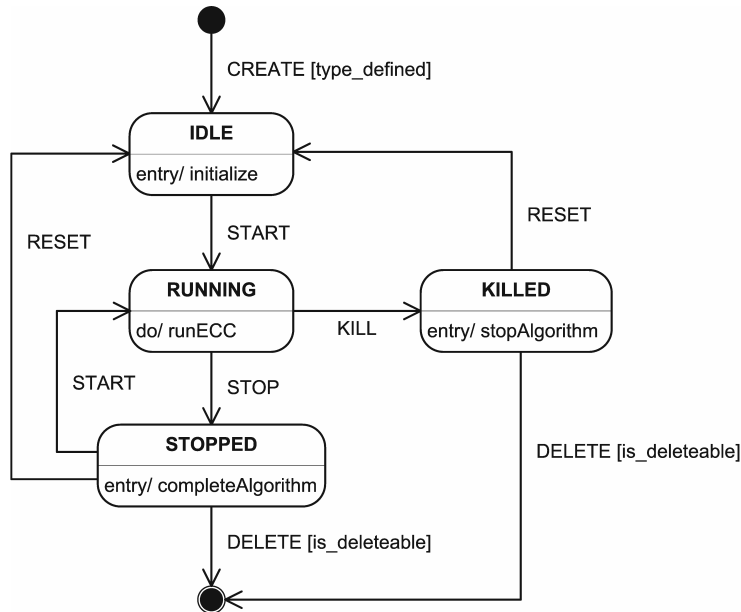 CREATE [type_defined]
IDLE
entry/ initialize
RESET
START
RESET
RUNNING
do/ runECC
KILL
KILLED
entry/ stopAlgorithm
START
STOP
STOPPED
entry/ completeAlgorithm
DELETE [is_deleteable]
DELETE [is_deleteable]